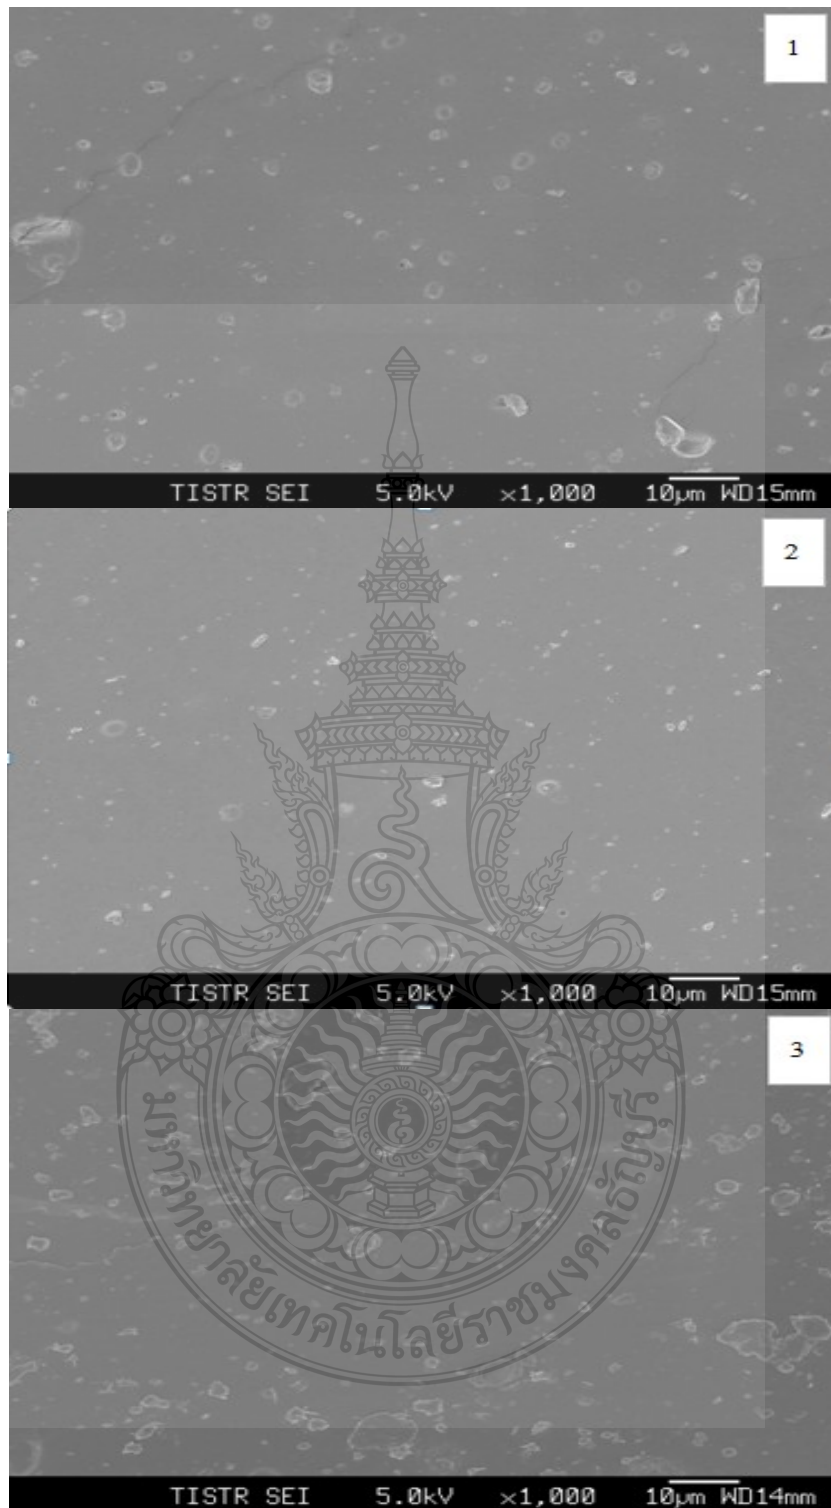 1
TISTR SEI 5.0kV ×1,000 10µm WD15mm
2
TISTR SEI 5.0kV ×1,000 10µm WD15mm
3
มหาวิทยาลัยเทคโนโลยีราชมงคลธัญบุรี
TISTR SEI 5.0kV ×1,000 10µm WD14mm